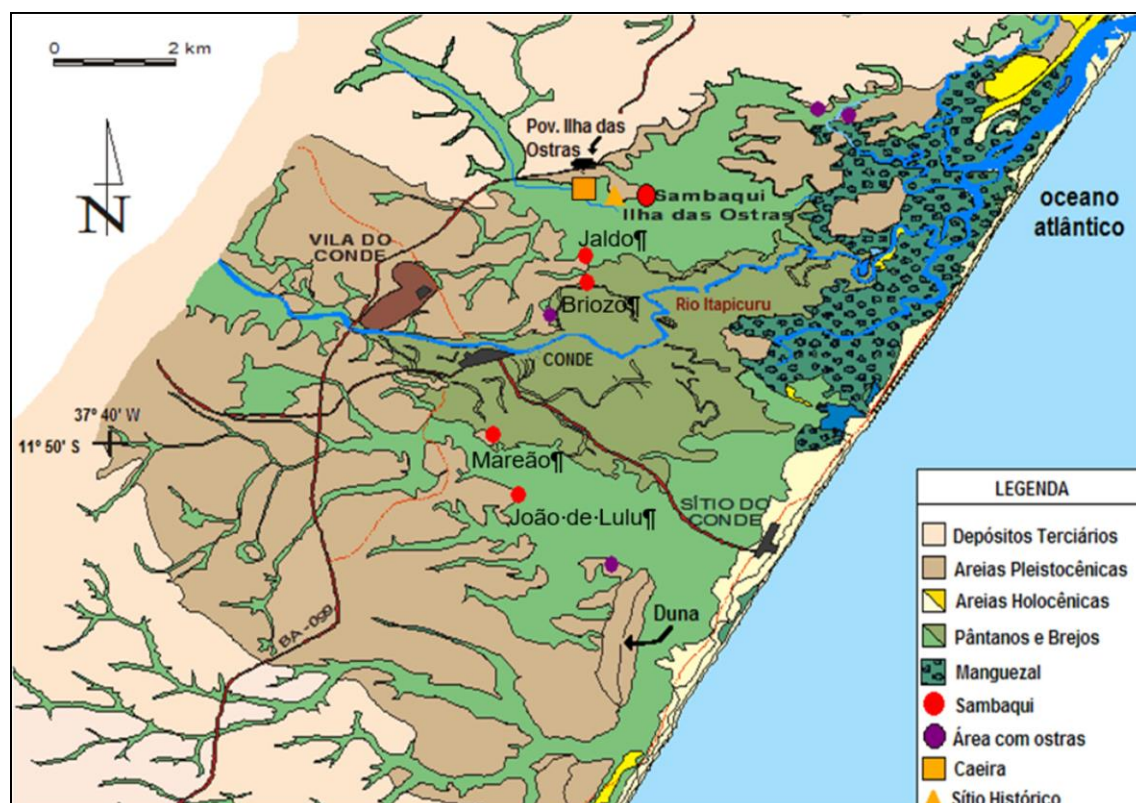 0 2 km
N
Pov. Ilha das
Ostras
Sambaqui
Ilha das Ostras
oceano
atlântico
Jaldo¶
VILA DO
CONDE
Briozo¶
Rio Itapicuru
CONDE
37° 40' W
11° 50' S
Mareão¶
João·de·Lulu¶
SÍTIO DO
CONDE
Duna
BA-099
LEGENDA
Depósitos Terciários
Areias Pleistocênicas
Areias Holocênicas
Pântanos e Brejos
Manguezal
Sambaqui
Área com ostras
Caeira
Sítio Histórico